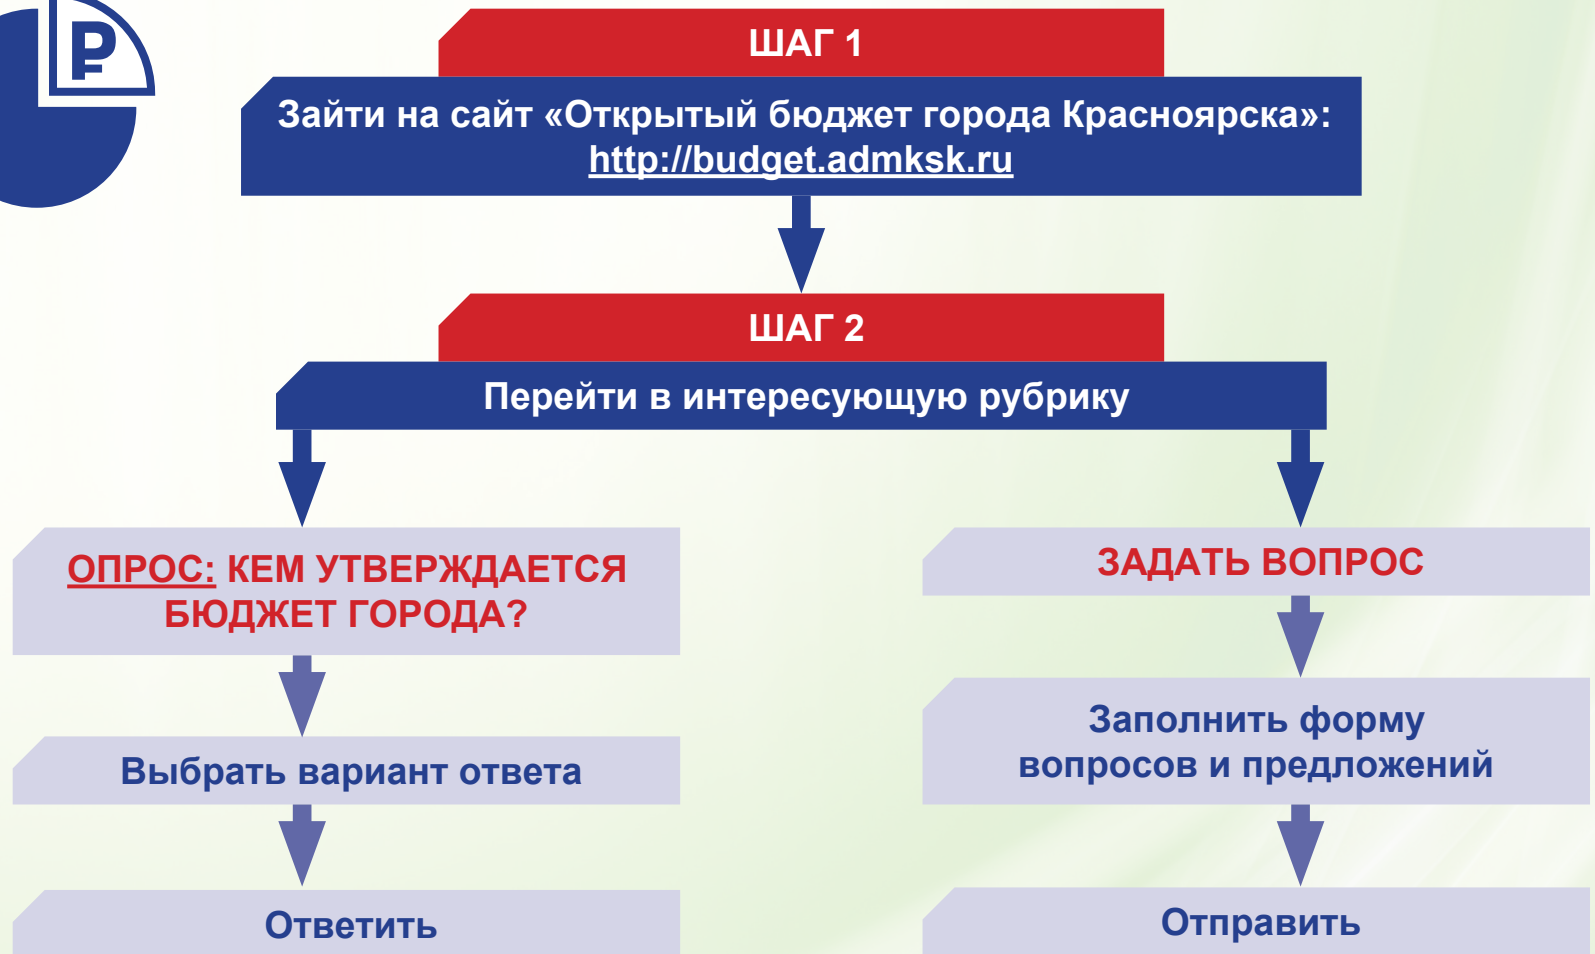 ШАГ 1
Зайти на сайт «Открытый бюджет города Красноярска»:
http://budget.admksk.ru
ШАГ 2
Перейти в интересующую рубрику
ОПРОС: КЕМ УТВЕРЖДАЕТСЯ
БЮДЖЕТ ГОРОДА?
Выбрать вариант ответа
Ответить
ЗАДАТЬ ВОПРОС
Заполнить форму
вопросов и предложений
Отправить